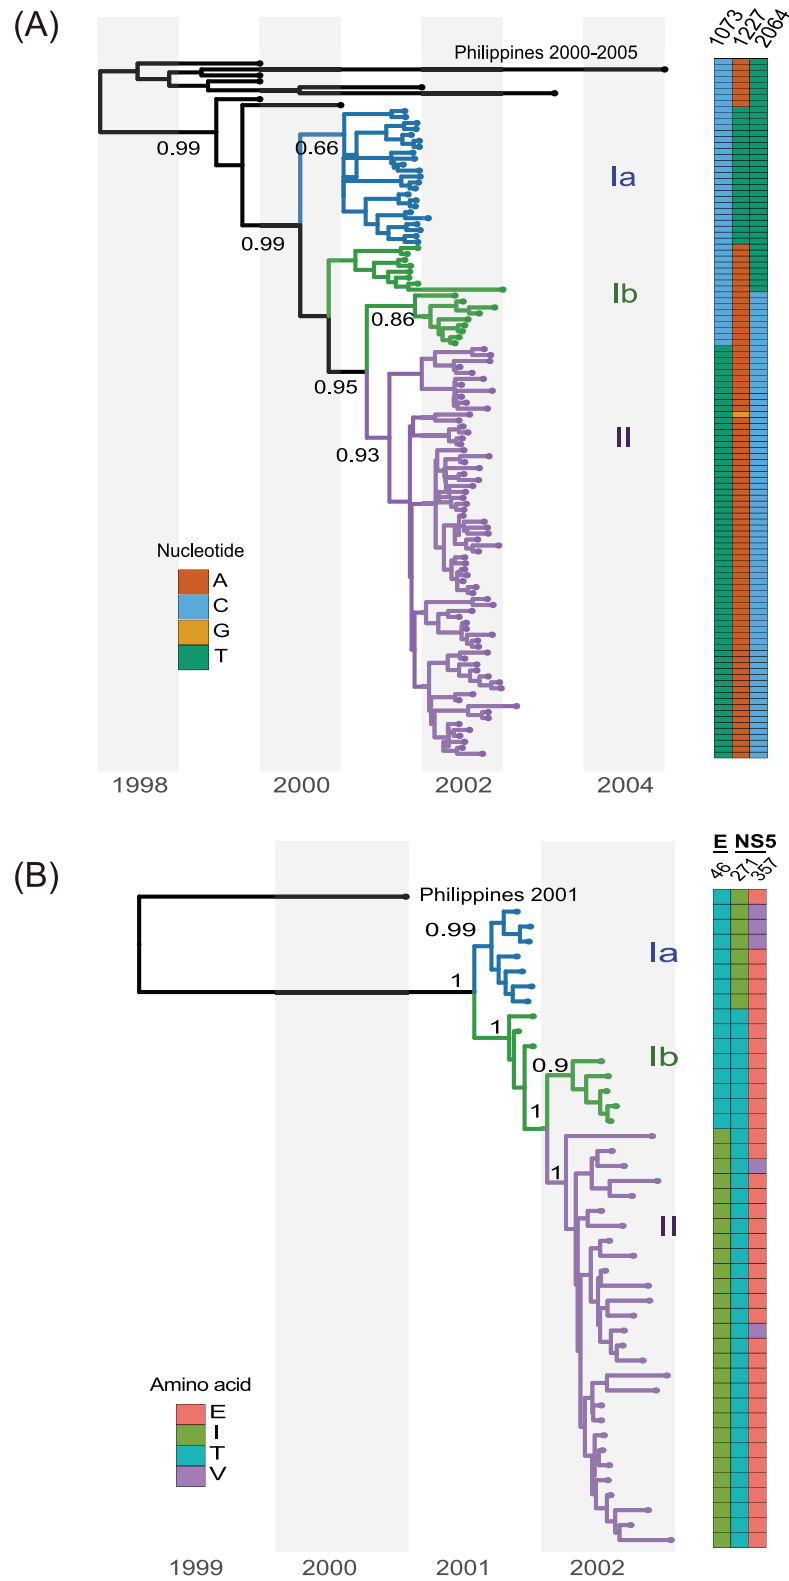 (A)
1073
1227
2064
Philippines 2000-2005
0.99
0.66
Ia
0.99
Ib
0.86
0.95
II
0.93
Nucleotide
A
C
G
T
1998
2000
2002
2004
(B)
E
NS5
46
271
357
Philippines 2001
0.99
Ia
1
1
Ib
0.9
1
1
II
Amino acid
E
I
T
V
1999
2000
2001
2002